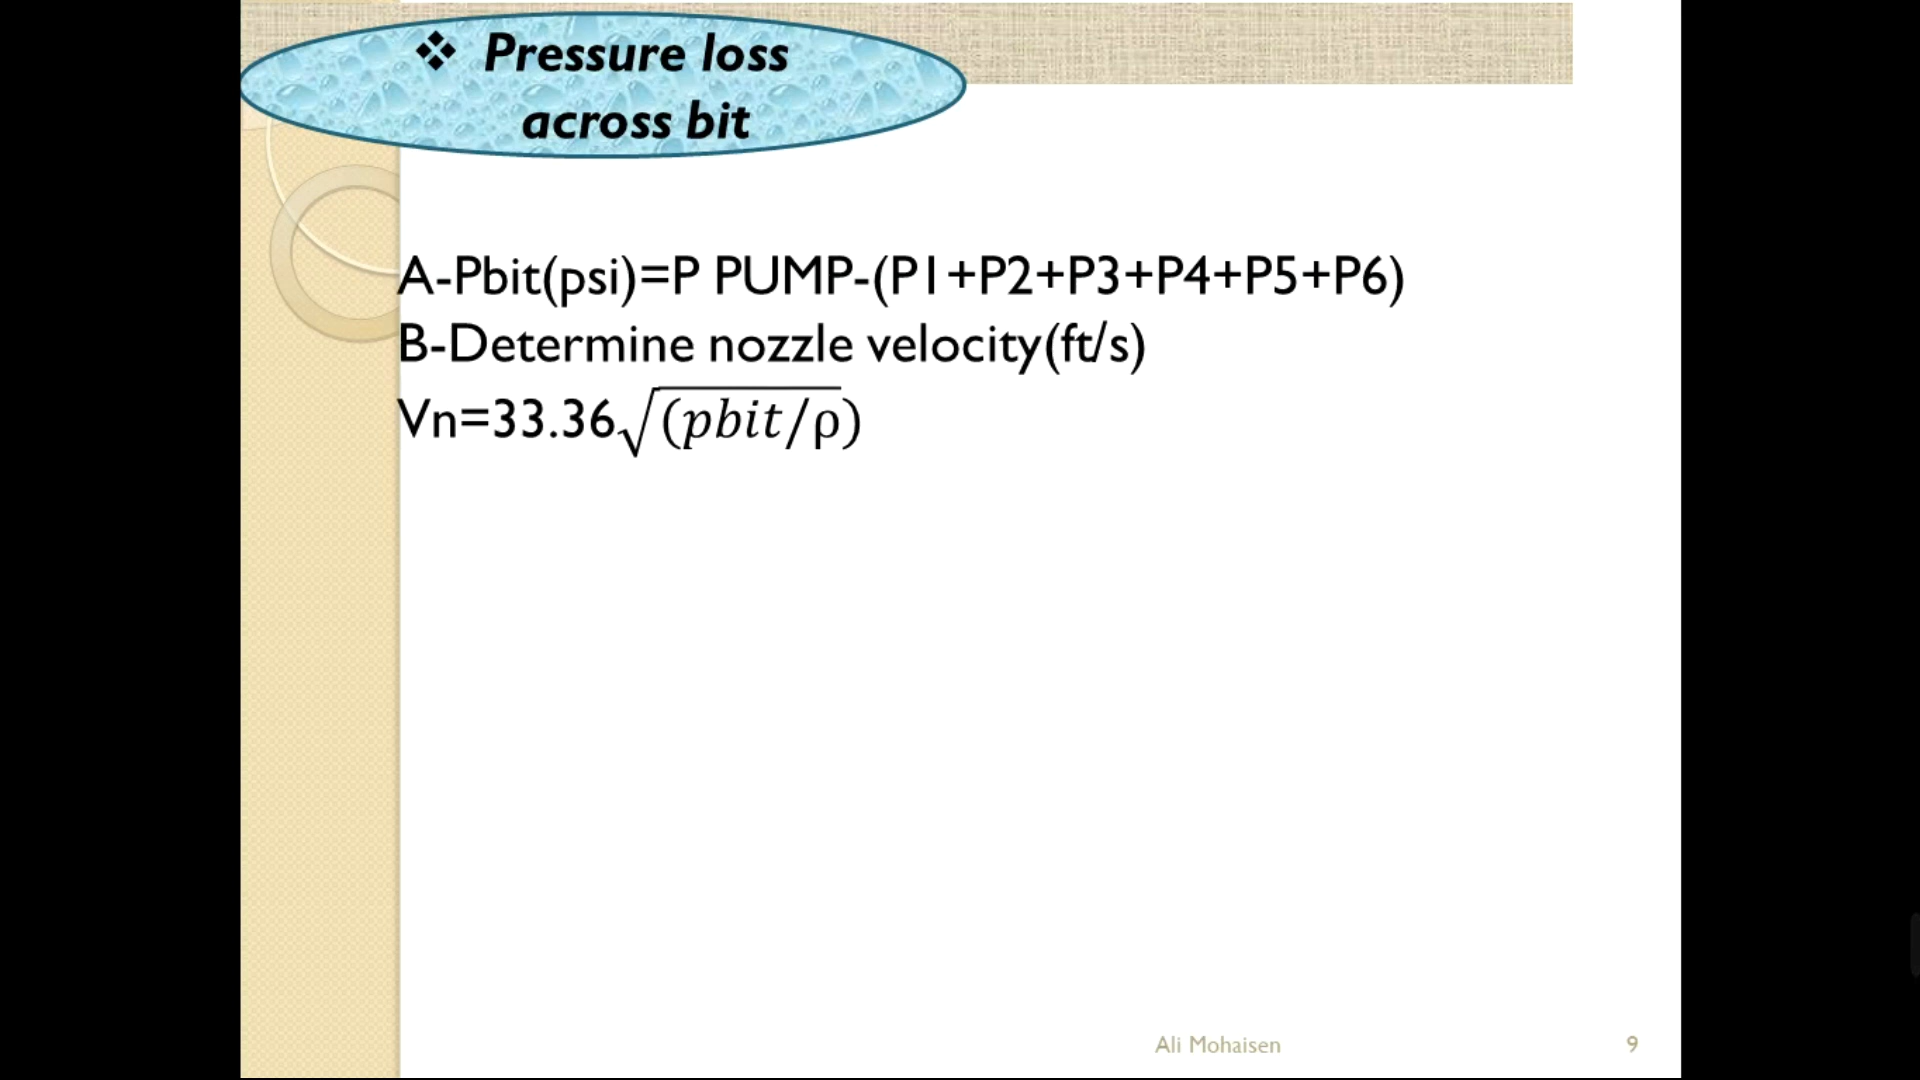 ❖ Pressure loss
across bit
A-Pbit(psi)=P PUMP-(P1+P2+P3+P4+P5+P6)
B-Determine nozzle velocity(ft/s)
Vn=33.36√(pbit/ρ)
Ali Mohaisen 9